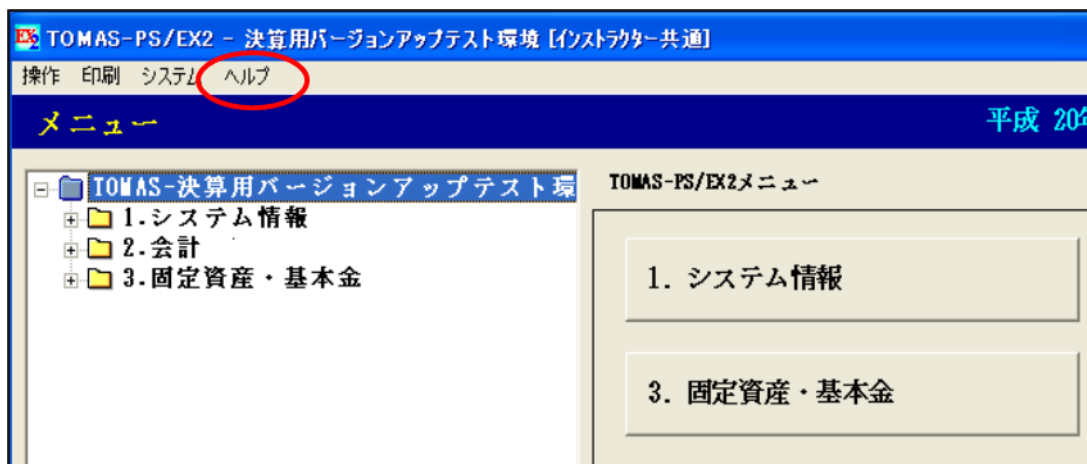 TOMAS-PS/EX2 - 決算用バージョンアップテスト環境 [インストラクター共通]
操作 印刷 システム ヘルプ
メニュー
平成 20年
TOMAS-決算用バージョンアップテスト環
1.システム情報
2.会計
3.固定資産・基本金
TOMAS-PS/EX2メニュー
1. システム情報
3. 固定資産・基本金